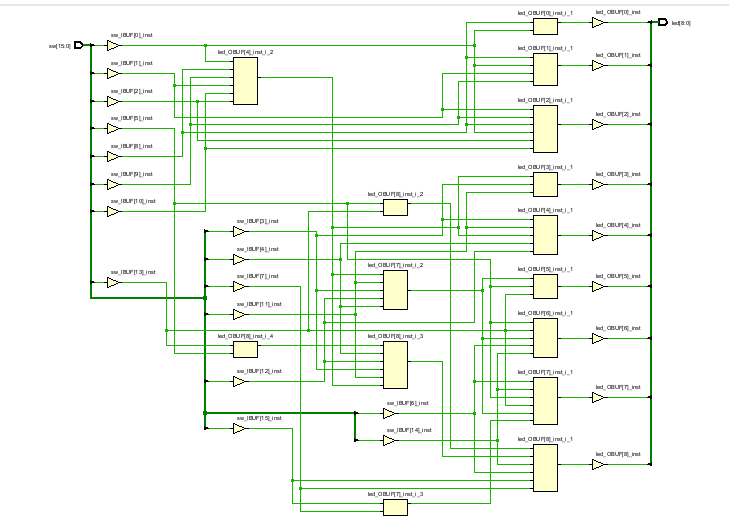 led_OBUF[0]_inst_i_1
led_OBUF[0]_inst
sw[15:0]
led[8:0]
sw_IBUF[0]_inst
led_OBUF[4]_inst_i_2
led_OBUF[1]_inst_i_1
led_OBUF[1]_inst
sw_IBUF[1]_inst
sw_IBUF[2]_inst
led_OBUF[2]_inst_i_1
led_OBUF[2]_inst
sw_IBUF[5]_inst
sw_IBUF[8]_inst
sw_IBUF[9]_inst
led_OBUF[3]_inst_i_1
led_OBUF[3]_inst
sw_IBUF[10]_inst
led_OBUF[8]_inst_i_2
led_OBUF[4]_inst_i_1
led_OBUF[4]_inst
sw_IBUF[3]_inst
sw_IBUF[4]_inst
sw_IBUF[13]_inst
sw_IBUF[7]_inst
led_OBUF[7]_inst_i_2
led_OBUF[5]_inst_i_1
led_OBUF[5]_inst
sw_IBUF[11]_inst
led_OBUF[6]_inst_i_1
led_OBUF[6]_inst
led_OBUF[8]_inst_i_4
led_OBUF[8]_inst_i_3
sw_IBUF[12]_inst
led_OBUF[7]_inst_i_1
led_OBUF[7]_inst
sw_IBUF[6]_inst
sw_IBUF[15]_inst
sw_IBUF[14]_inst
led_OBUF[8]_inst_i_1
led_OBUF[8]_inst
led_OBUF[7]_inst_i_3